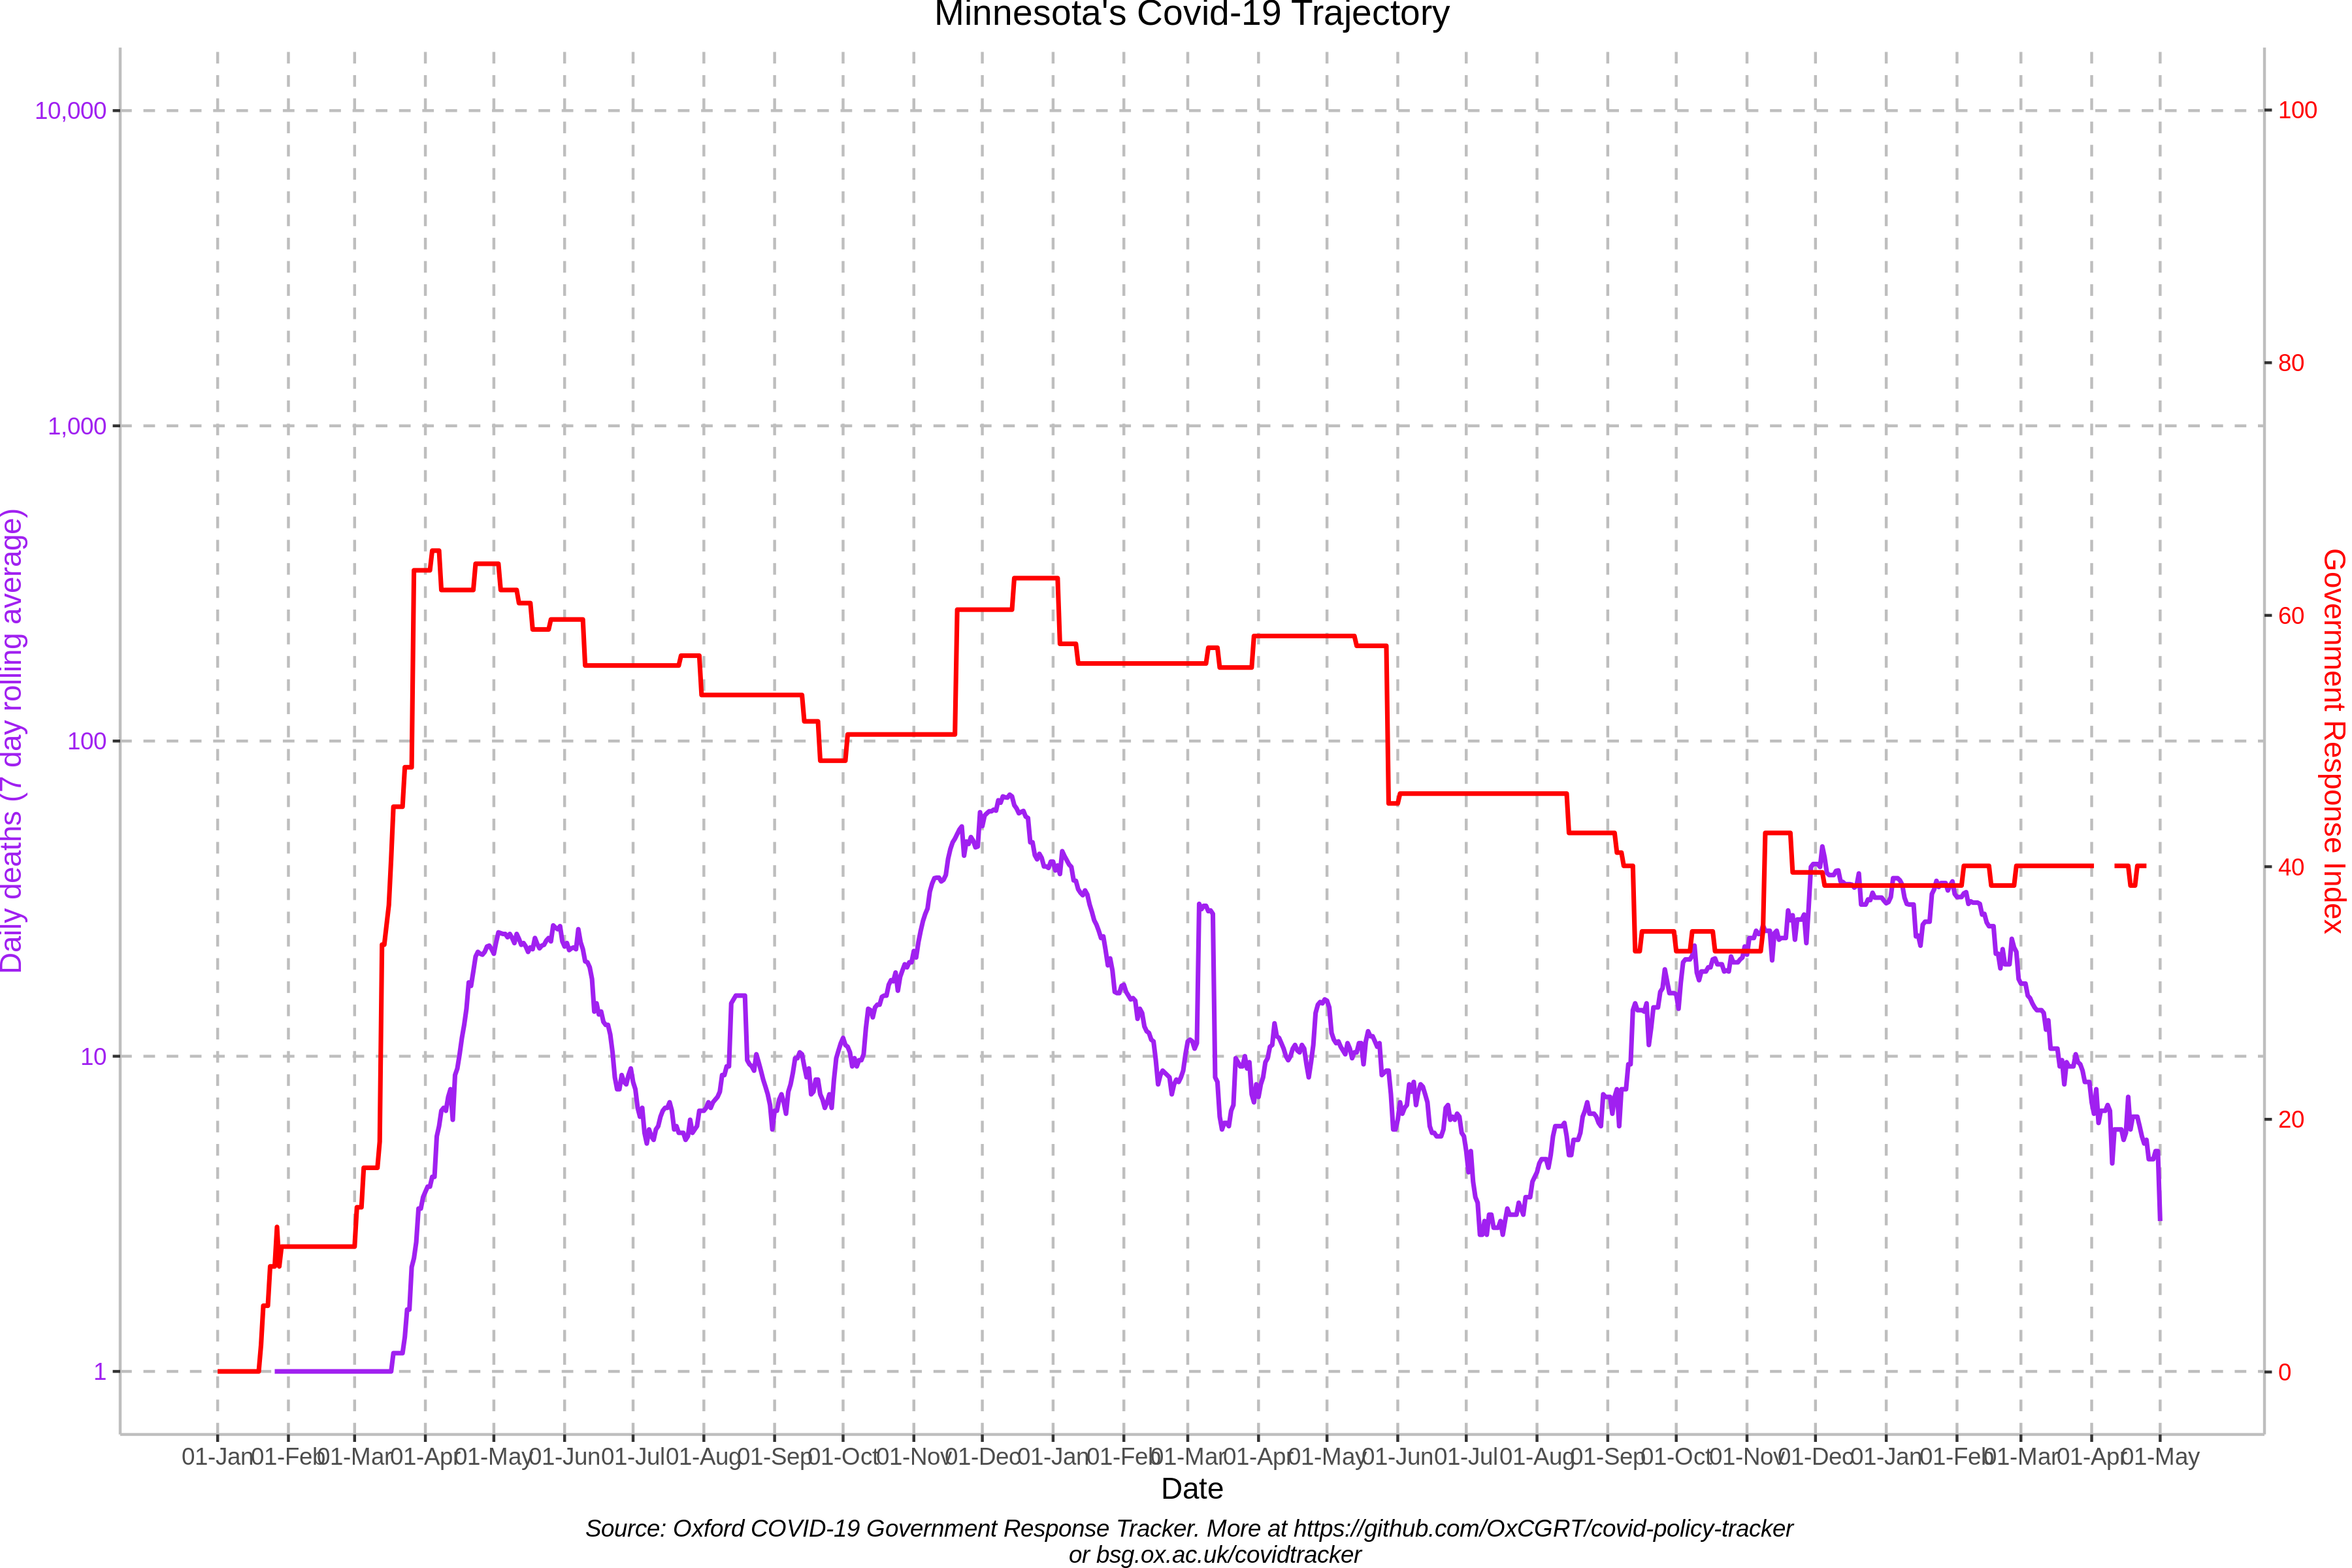 Minnesota's Covid-19 Trajectory
10,000
1,000
100
10
1
Daily deaths (7 day rolling average)
100
80
60
40
20
0
Government Response Index
01-Jan 01-Feb 01-Mar 01-Apr 01-May 01-Jun 01-Jul 01-Aug 01-Sep 01-Oct 01-Nov 01-Dec 01-Jan 01-Feb 01-Mar 01-Apr 01-May 01-Jun 01-Jul 01-Aug 01-Sep 01-Oct 01-Nov 01-Dec 01-Jan 01-Feb 01-Mar 01-Apr 01-May
Date
Source: Oxford COVID-19 Government Response Tracker. More at https://github.com/OxCGRT/covid-policy-tracker
or bsg.ox.ac.uk/covidtracker